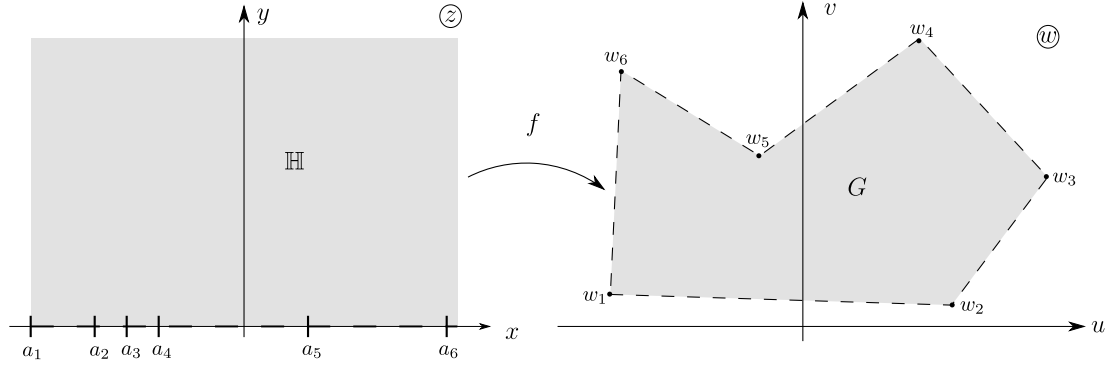 y
ⓩ
ℍ
x
a₁ a₂ a₃ a₄ a₅ a₆
f
v
ⓦ
w₄
w₆
w₅
w₃
G
w₁
w₂
u